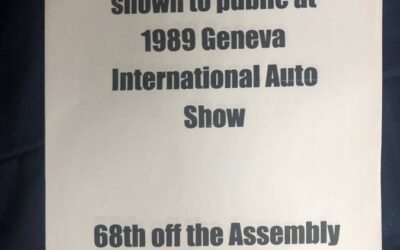 shown to public at
1989 Geneva
International Auto
Show
68th off the Assembly